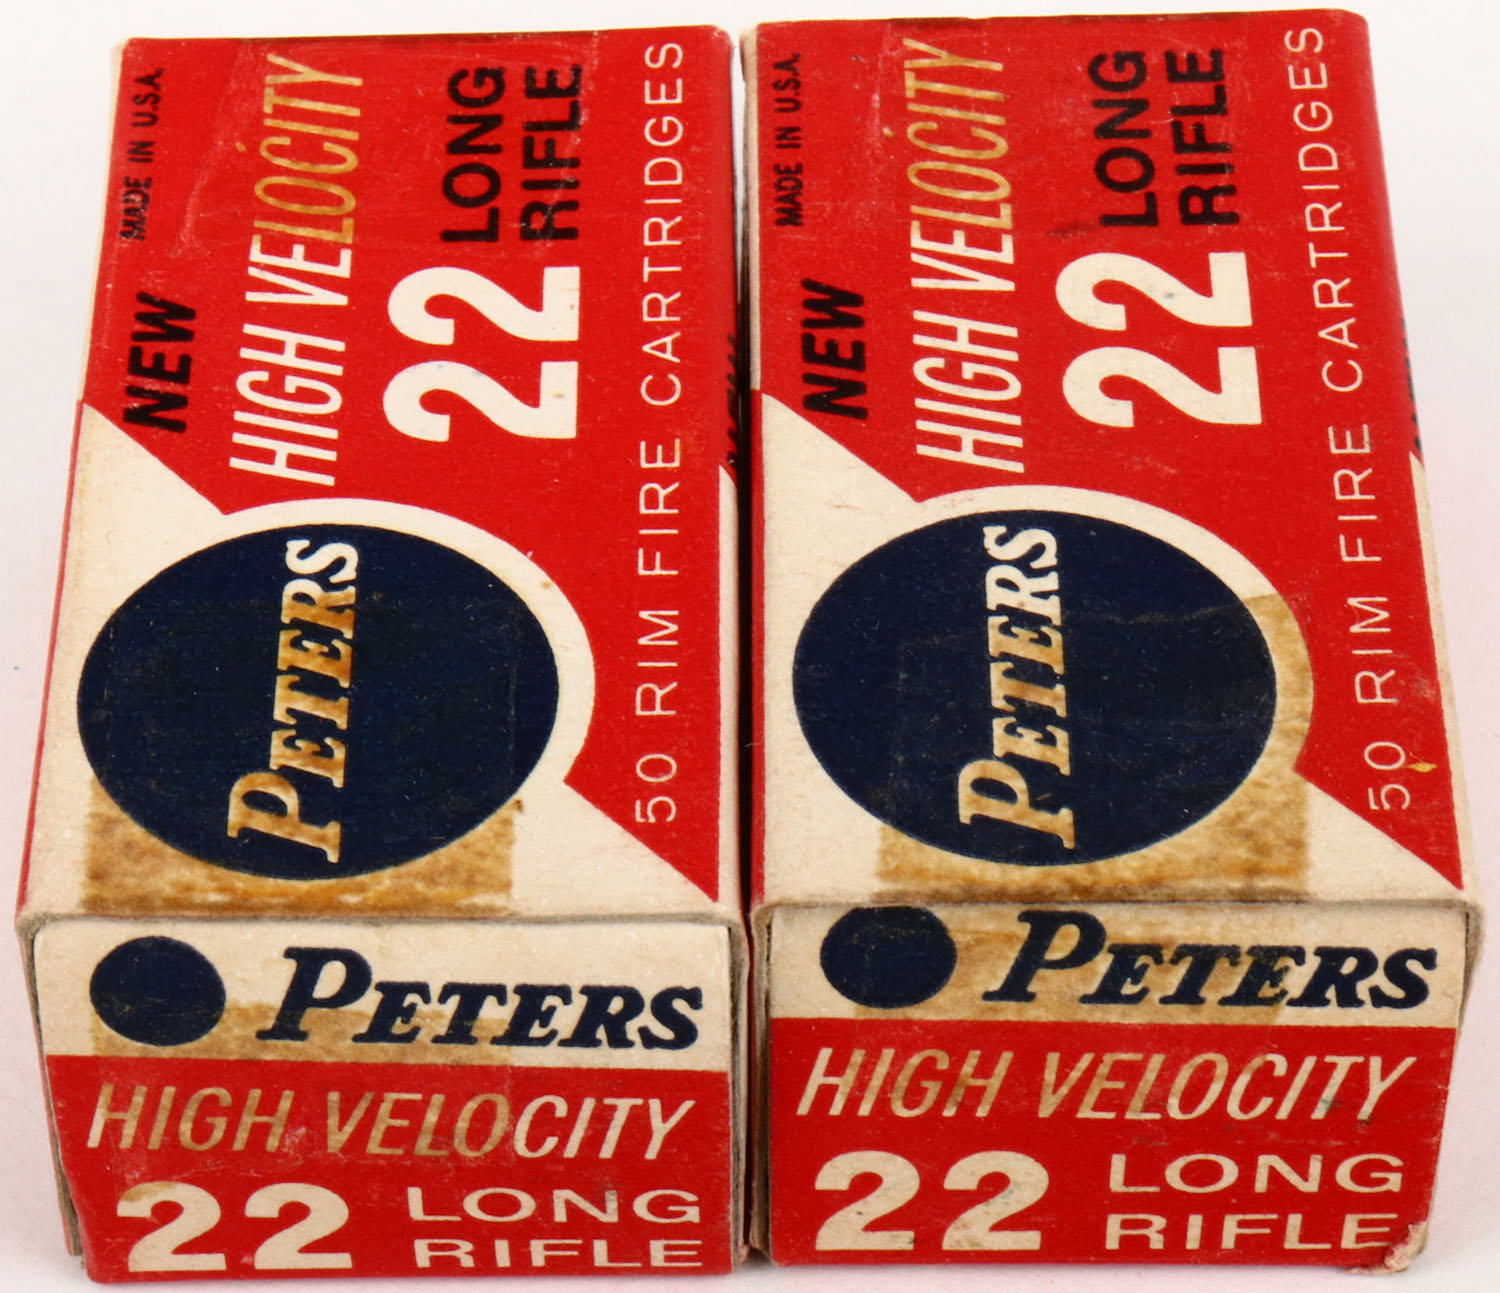 MADE IN U.S.A.
NEW
HIGH VELOCITY
22 LONG RIFLE
50 RIM FIRE CARTRIDGES
PETERS
PETERS
HIGH VELOCITY
22 LONG RIFLE
MADE IN U.S.A.
NEW
HIGH VELOCITY
22 LONG RIFLE
50 RIM FIRE CARTRIDGES
PETERS
PETERS
HIGH VELOCITY
22 LONG RIFLE